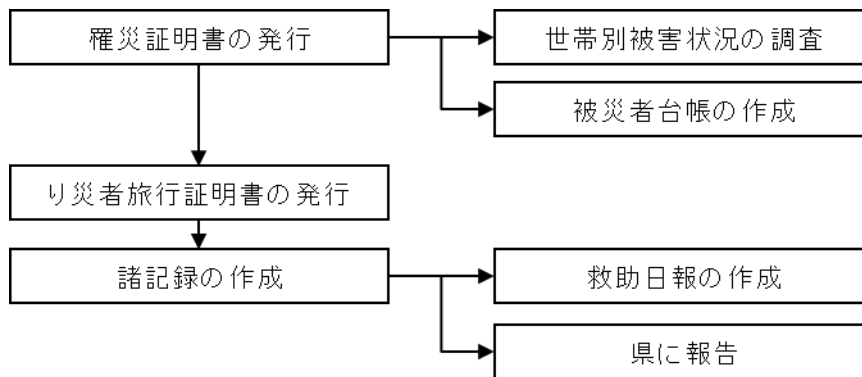 罹災証明書の発行
世帯別被害状況の調査
被災者台帳の作成
り災者旅行証明書の発行
諸記録の作成
救助日報の作成
県に報告